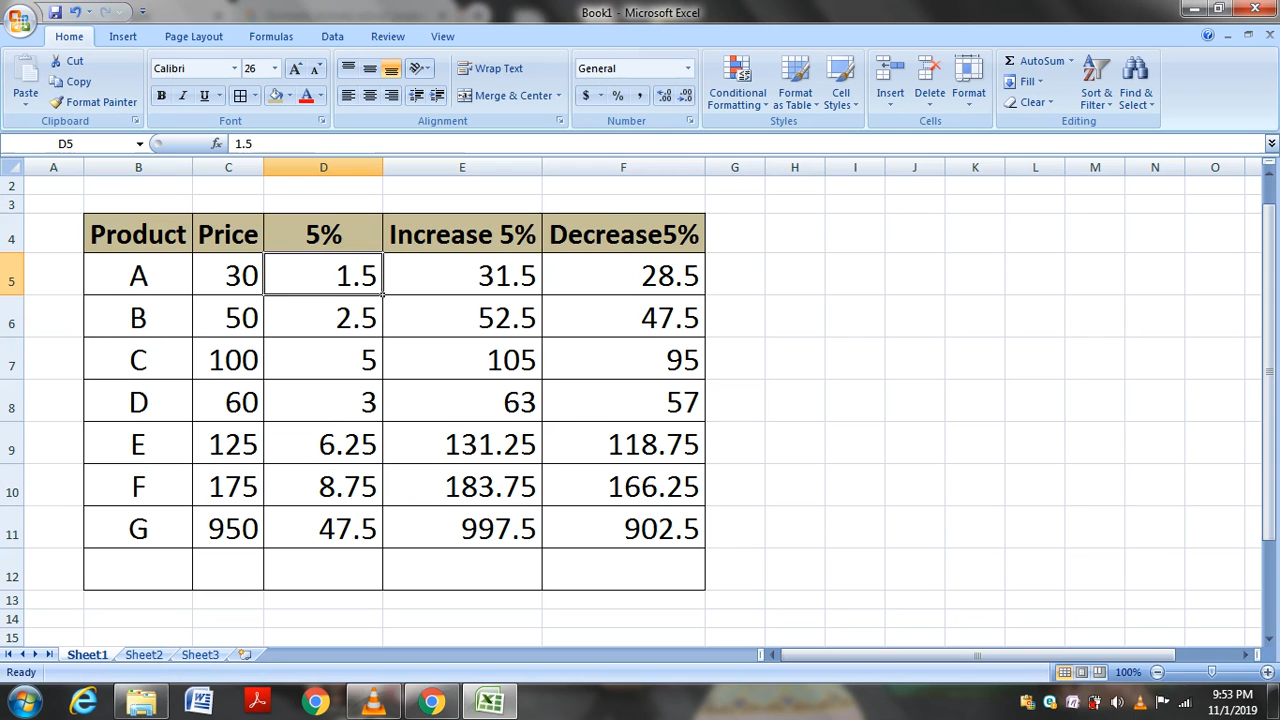 Book1 - Microsoft Excel
Home Insert Page Layout Formulas Data Review View
Cut
Copy
Format Painter
Paste
Clipboard
Calibri 26
B I U
Font
Wrap Text
Merge & Center
Alignment
General
$ % ,
Number
Conditional Formatting
Format as Table
Cell Styles
Styles
Insert Delete Format
Cells
Σ AutoSum
Fill
Clear
Sort & Filter
Find & Select
Editing
D5 fx 1.5
A B C D E F G H I J K L M N O
2
3
4 Product Price 5% Increase 5% Decrease5%
5 A 30 1.5 31.5 28.5
6 B 50 2.5 52.5 47.5
7 C 100 5 105 95
8 D 60 3 63 57
9 E 125 6.25 131.25 118.75
10 F 175 8.75 183.75 166.25
11 G 950 47.5 997.5 902.5
12
13
14
15
Sheet1 Sheet2 Sheet3
Ready 100%
9:53 PM
11/1/2019